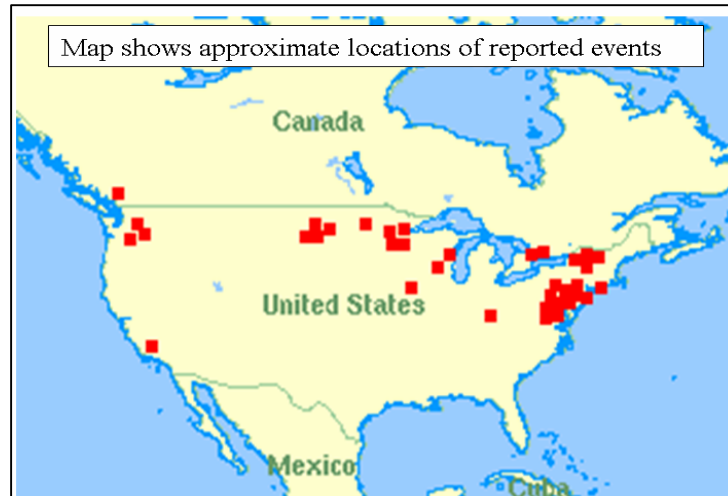 Map shows approximate locations of reported events
Canada
United States
Mexico
Cuba